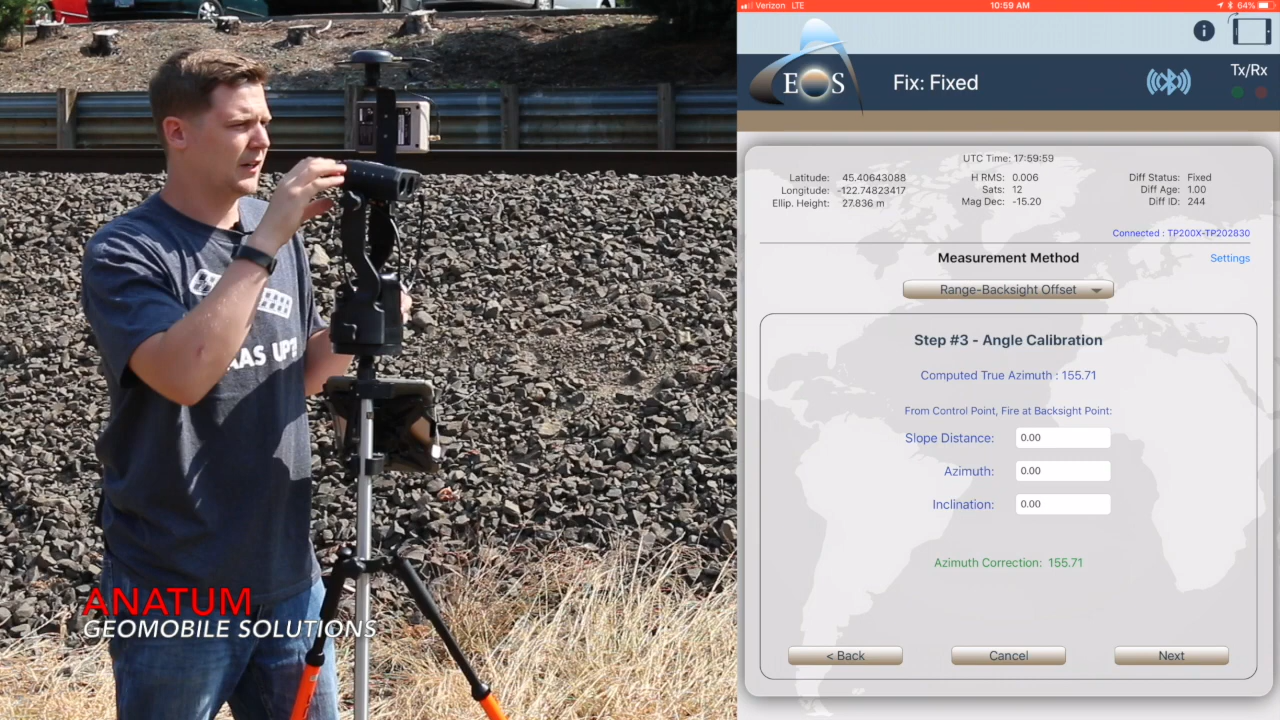 AAS UP?
ANATUM
GEOMOBILE SOLUTIONS
Verizon LTE
10:59 AM
64%
EOS
Fix: Fixed
Tx/Rx
UTC Time: 17:59:59
Latitude: 45.40643088
H RMS: 0.006
Diff Status: Fixed
Longitude: -122.74823417
Sats: 12
Diff Age: 1.00
Ellip. Height: 27.836 m
Mag Dec: -15.20
Diff ID: 244
Connected : TP200X-TP202830
Measurement Method
Settings
Range-Backsight Offset
Step #3 - Angle Calibration
Computed True Azimuth : 155.71
From Control Point, Fire at Backsight Point:
Slope Distance: 0.00
Azimuth: 0.00
Inclination: 0.00
Azimuth Correction: 155.71
< Back
Cancel
Next